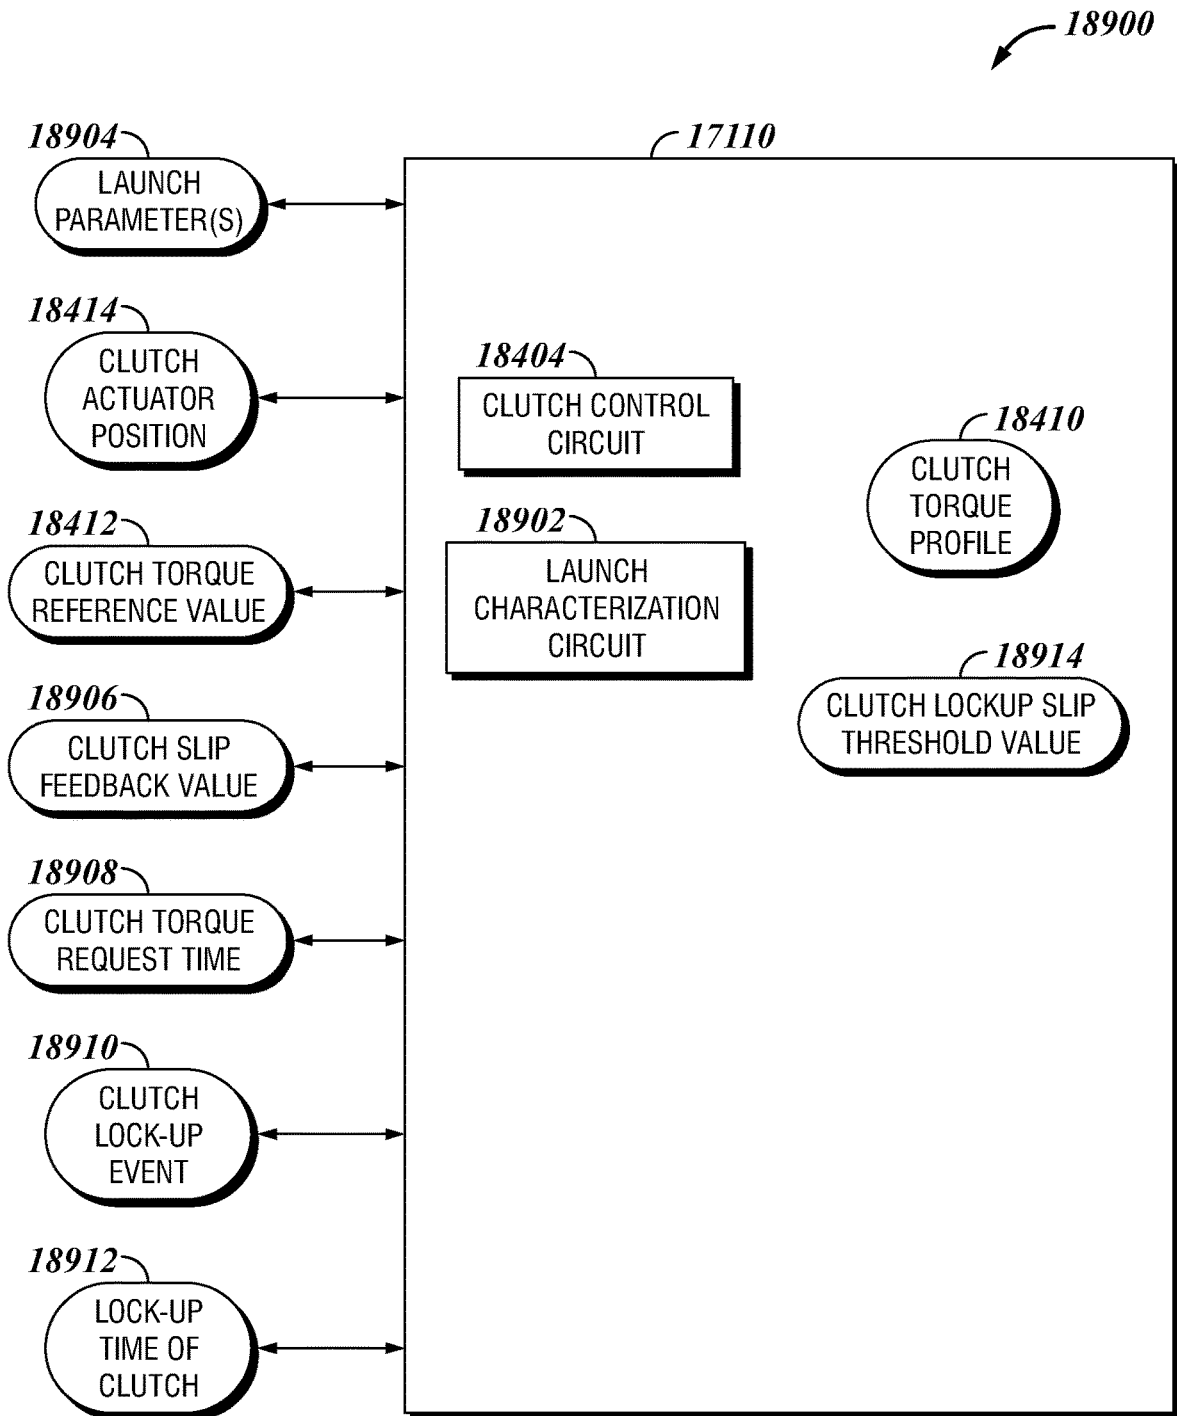 18900
18904
LAUNCH
PARAMETER(S)
17110
18414
CLUTCH
ACTUATOR
POSITION
18404
CLUTCH CONTROL
CIRCUIT
18410
CLUTCH
TORQUE
PROFILE
18412
CLUTCH TORQUE
REFERENCE VALUE
18902
LAUNCH
CHARACTERIZATION
CIRCUIT
18914
CLUTCH LOCKUP SLIP
THRESHOLD VALUE
18906
CLUTCH SLIP
FEEDBACK VALUE
18908
CLUTCH TORQUE
REQUEST TIME
18910
CLUTCH
LOCK-UP
EVENT
18912
LOCK-UP
TIME OF
CLUTCH